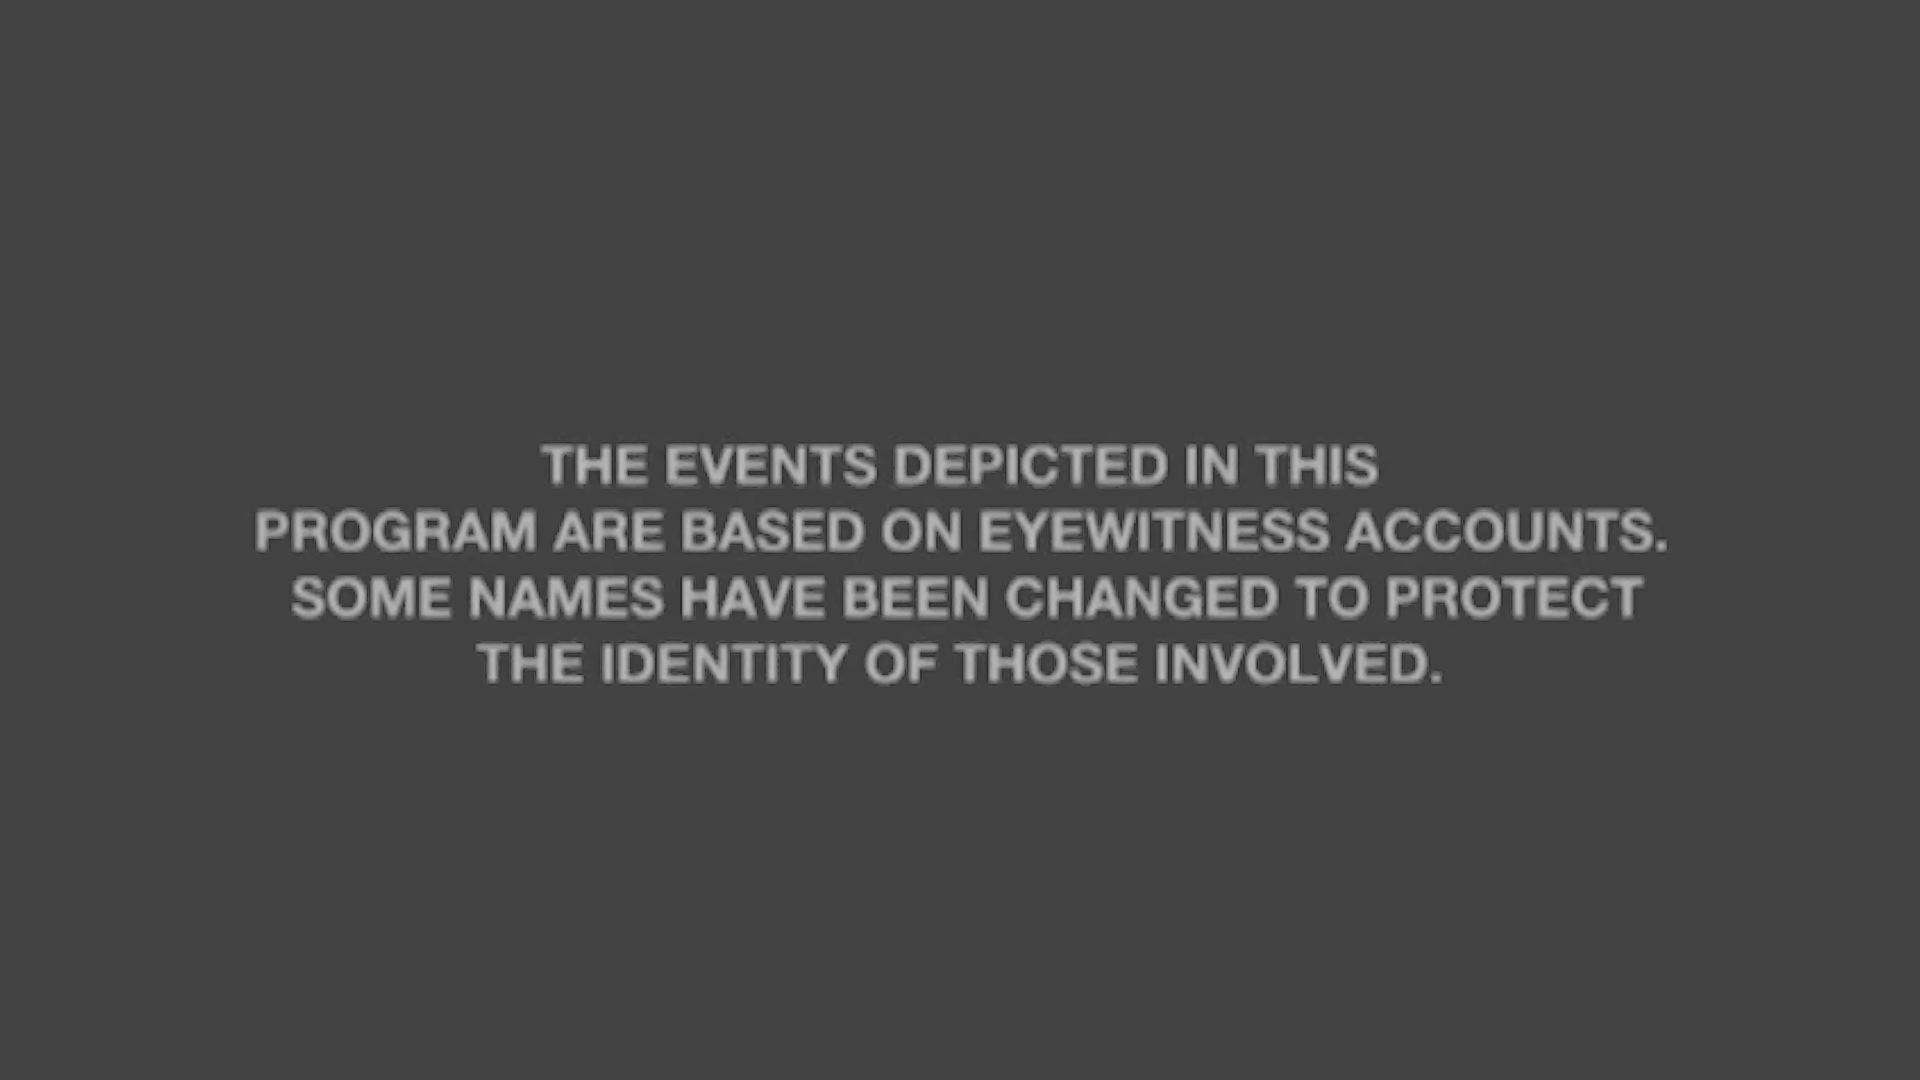 THE EVENTS DEPICTED IN THIS
PROGRAM ARE BASED ON EYEWITNESS ACCOUNTS.
SOME NAMES HAVE BEEN CHANGED TO PROTECT
THE IDENTITY OF THOSE INVOLVED.